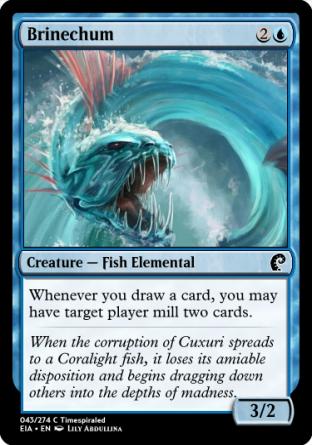 Brinechum 2
Creature — Fish Elemental
Whenever you draw a card, you may
have target player mill two cards.
When the corruption of Cuxuri spreads
to a Coralight fish, it loses its amiable
disposition and begins dragging down
others into the depths of madness.
3/2
043/274 C Timespiraled
EIA • EN Lily Abdullina